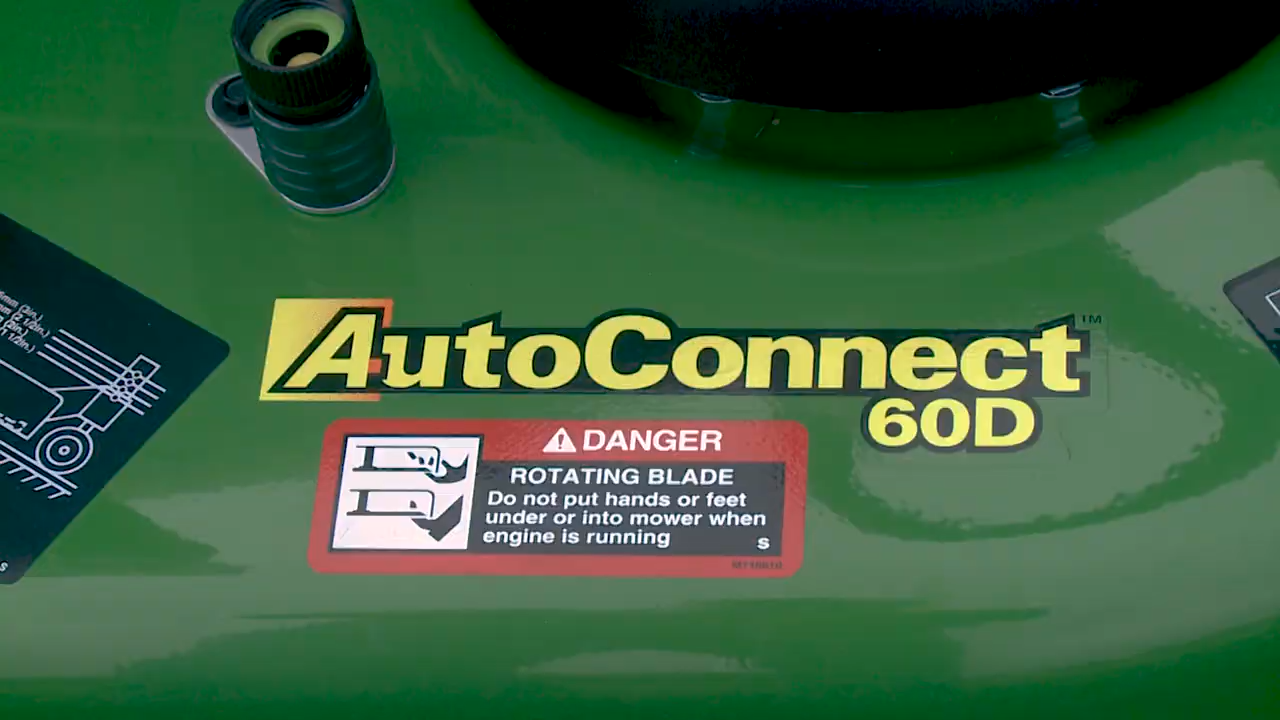 AutoConnect™
60D
⚠ DANGER
ROTATING BLADE
Do not put hands or feet
under or into mower when
engine is running
S